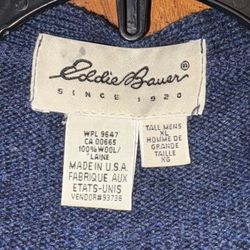 Eddie Bauer
SINCE 1920
WPL 9647
CA 00665
100% WOOL/
LAINE
MADE IN U.S.A.
FABRIQUE AUX
ETATS-UNIS
VENDOR#93736
TALL MENS
XL
HOMME DE
GRANDE
TAILLE
XG